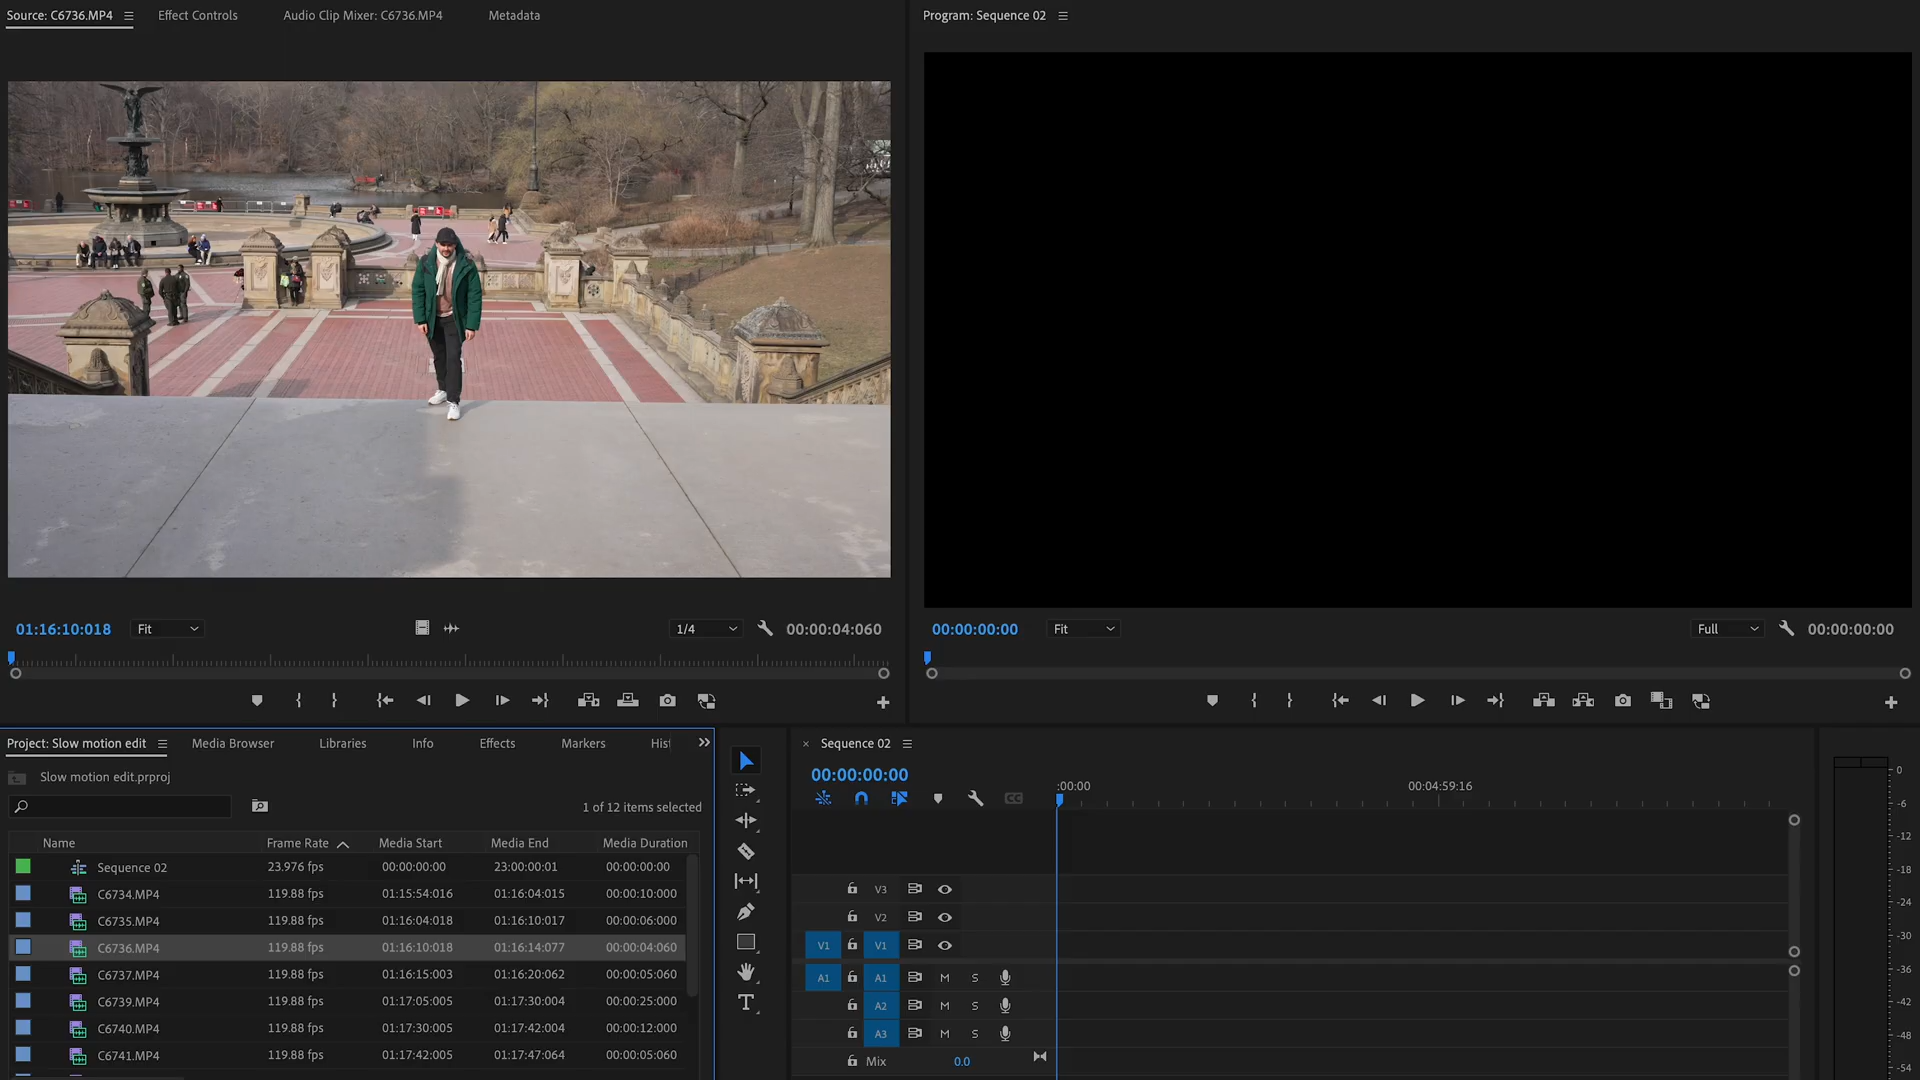 Source: C6736.MP4 Effect Controls Audio Clip Mixer: C6736.MP4 Metadata
Program: Sequence 02
01:16:10:018 Fit 1/4 00:00:04:060
00:00:00:00 Fit Full 00:00:00:00
Project: Slow motion edit Media Browser Libraries Info Effects Markers Hist
Slow motion edit.prproj
1 of 12 items selected
Name Frame Rate Media Start Media End Media Duration
Sequence 02 23.976 fps 00:00:00:00 23:00:00:01 00:00:00:00
C6734.MP4 119.88 fps 01:15:54:016 01:16:04:015 00:00:10:000
C6735.MP4 119.88 fps 01:16:04:018 01:16:10:017 00:00:06:000
C6736.MP4 119.88 fps 01:16:10:018 01:16:14:077 00:00:04:060
C6737.MP4 119.88 fps 01:16:15:003 01:16:20:062 00:00:05:060
C6739.MP4 119.88 fps 01:17:05:005 01:17:30:004 00:00:25:000
C6740.MP4 119.88 fps 01:17:30:005 01:17:42:004 00:00:12:000
C6741.MP4 119.88 fps 01:17:42:005 01:17:47:064 00:00:05:060
T
× Sequence 02
00:00:00:00
CC
:00:00 00:04:59:16
V3
V2
V1 V1
A1 A1 M S
A2 M S
A3 M S
Mix 0.0
0
-6
-12
-18
-24
-30
-36
-42
-48
-54